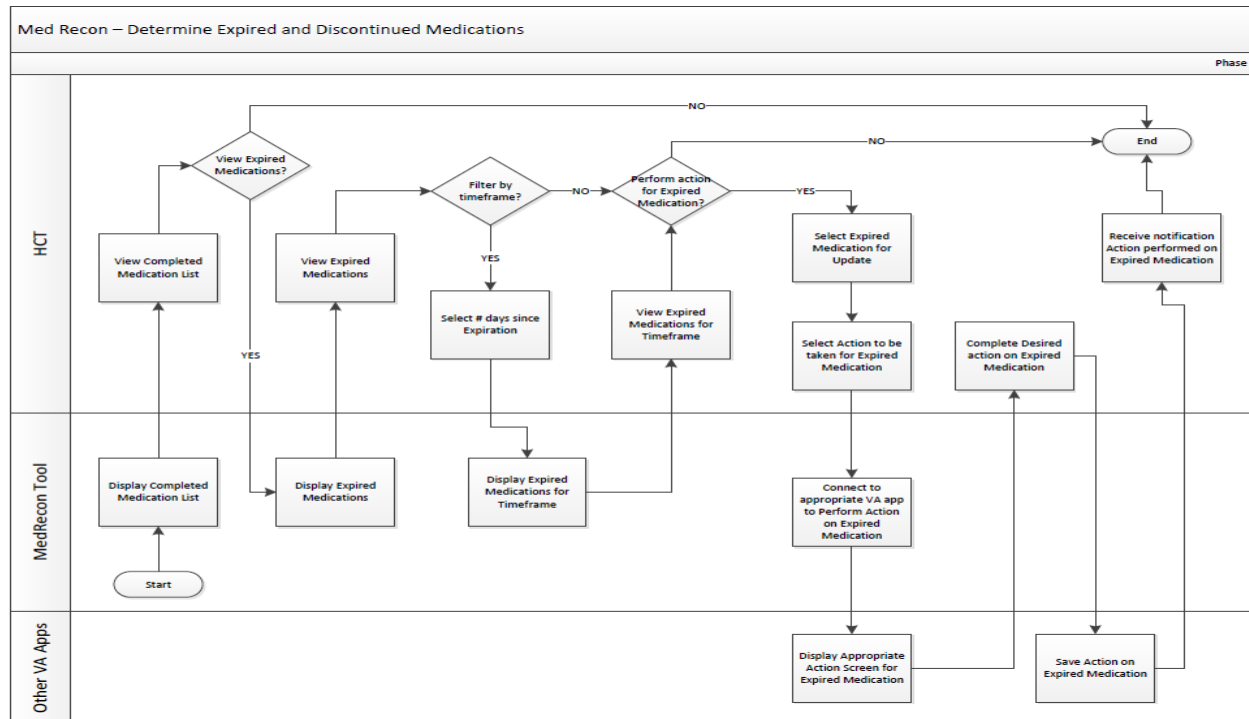 Med Recon – Determine Expired and Discontinued Medications
Phase
HCT
NO
View Expired
Medications?
End
NO
Filter by
timeframe?
NO
Perform action
for Expired
Medication?
YES
View Completed
Medication List
View Expired
Medications
YES
Select Expired
Medication for
Update
Receive notification
Action performed on
Expired Medication
Select # days since
Expiration
View Expired
Medications for
Timeframe
YES
Select Action to be
taken for Expired
Medication
Complete Desired
action on Expired
Medication
MedRecon Tool
Display Completed
Medication List
Display Expired
Medications
Display Expired
Medications for
Timeframe
Connect to
appropriate VA app
to Perform Action
on Expired
Medication
Start
Other VA Apps
Display Appropriate
Action Screen for
Expired Medication
Save Action on
Expired Medication